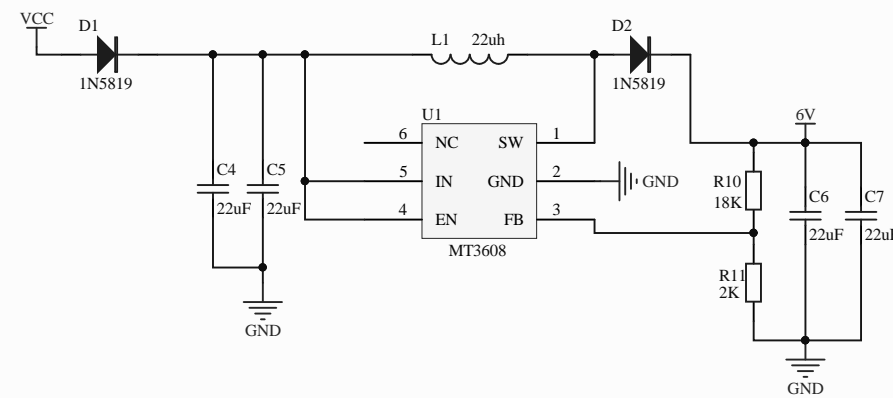 VCC
D1
1N5819
L1 22uh
D2
1N5819
U1
6 NC SW 1
5 IN GND 2
4 EN FB 3
MT3608
GND
C4
22uF
C5
22uF
GND
6V
R10
18K
R11
2K
C6
22uF
C7
22uF
GND